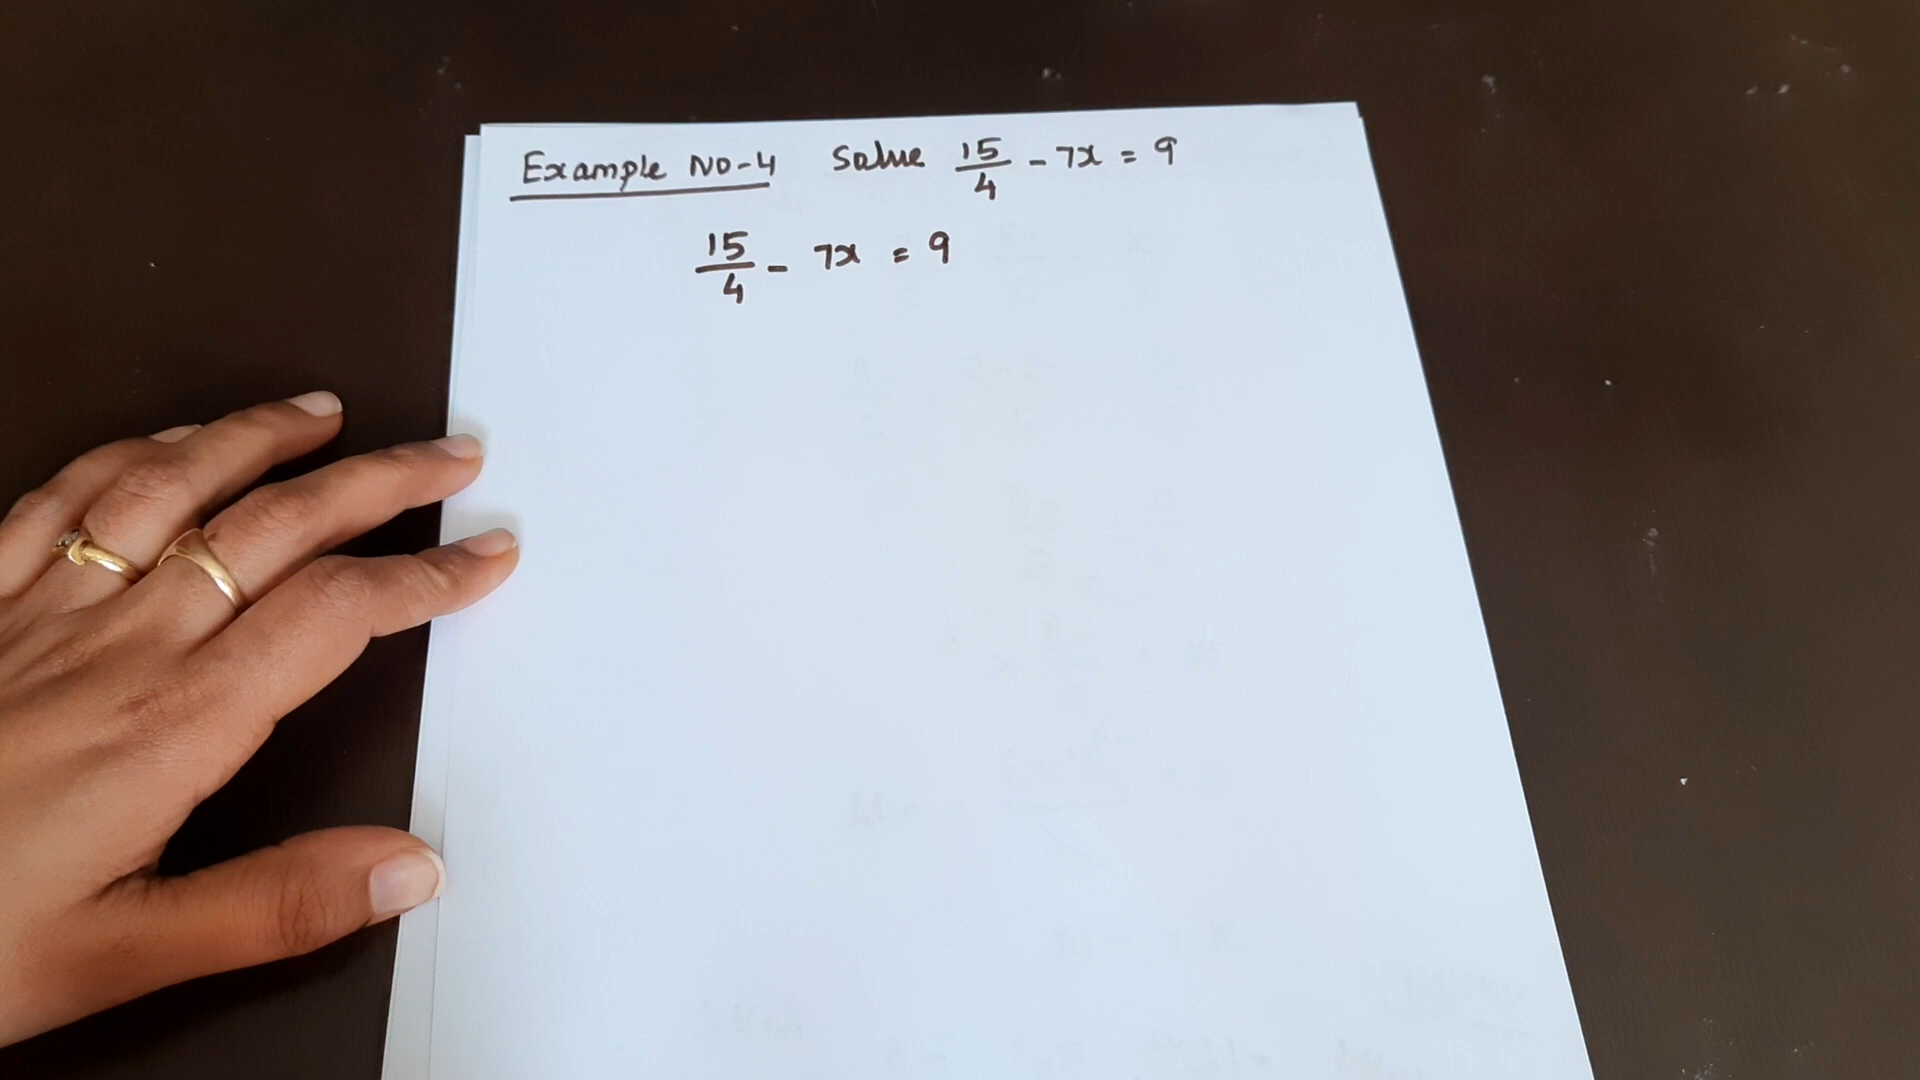 Example No-4 Solve 15/4 - 7x = 9
15/4 - 7x = 9